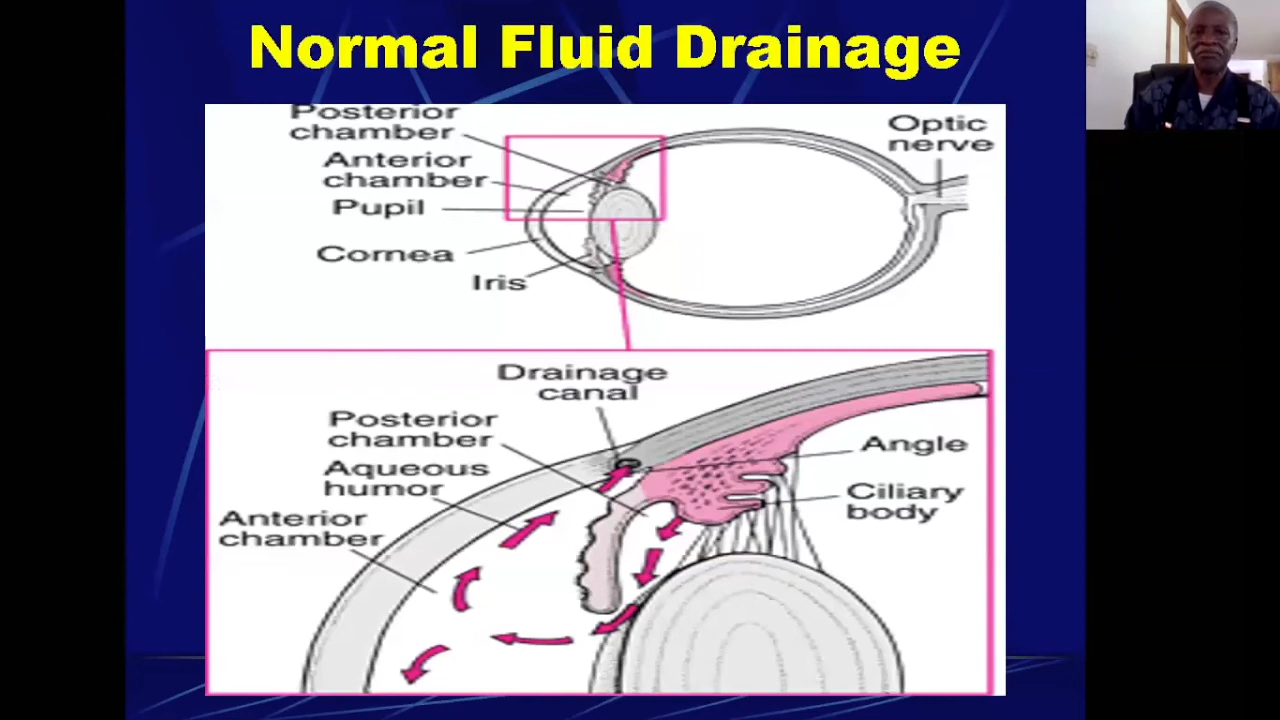 Normal Fluid Drainage
Posterior
chamber
Anterior
chamber
Pupil
Cornea
Iris
Optic
nerve
Drainage
canal
Posterior
chamber
Aqueous
humor
Anterior
chamber
Angle
Ciliary
body